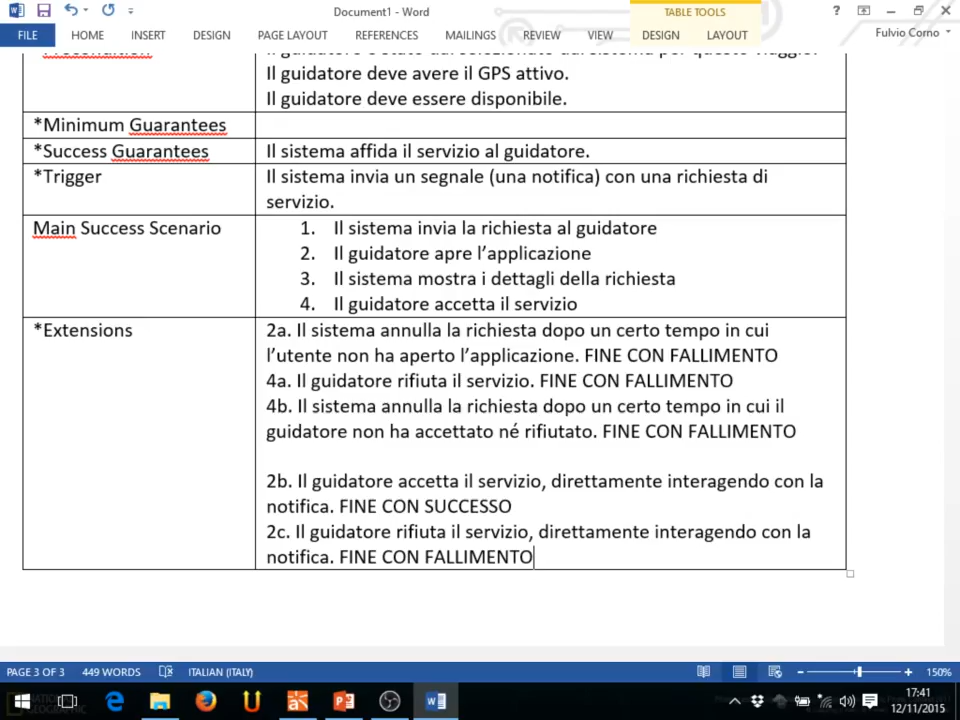 Document1 - Word
TABLE TOOLS
FILE
HOME
INSERT
DESIGN
PAGE LAYOUT
REFERENCES
MAILINGS
REVIEW
VIEW
DESIGN
LAYOUT
Fulvio Corno
Il guidatore deve avere il GPS attivo.
Il guidatore deve essere disponibile.
*Minimum Guarantees
*Success Guarantees
Il sistema affida il servizio al guidatore.
*Trigger
Il sistema invia un segnale (una notifica) con una richiesta di
servizio.
Main Success Scenario
1. Il sistema invia la richiesta al guidatore
2. Il guidatore apre l’applicazione
3. Il sistema mostra i dettagli della richiesta
4. Il guidatore accetta il servizio
*Extensions
2a. Il sistema annulla la richiesta dopo un certo tempo in cui
l’utente non ha aperto l’applicazione. FINE CON FALLIMENTO
4a. Il guidatore rifiuta il servizio. FINE CON FALLIMENTO
4b. Il sistema annulla la richiesta dopo un certo tempo in cui il
guidatore non ha accettato né rifiutato. FINE CON FALLIMENTO
2b. Il guidatore accetta il servizio, direttamente interagendo con la
notifica. FINE CON SUCCESSO
2c. Il guidatore rifiuta il servizio, direttamente interagendo con la
notifica. FINE CON FALLIMENTO
PAGE 3 OF 3
449 WORDS
ITALIAN (ITALY)
150%
17:41
12/11/2015